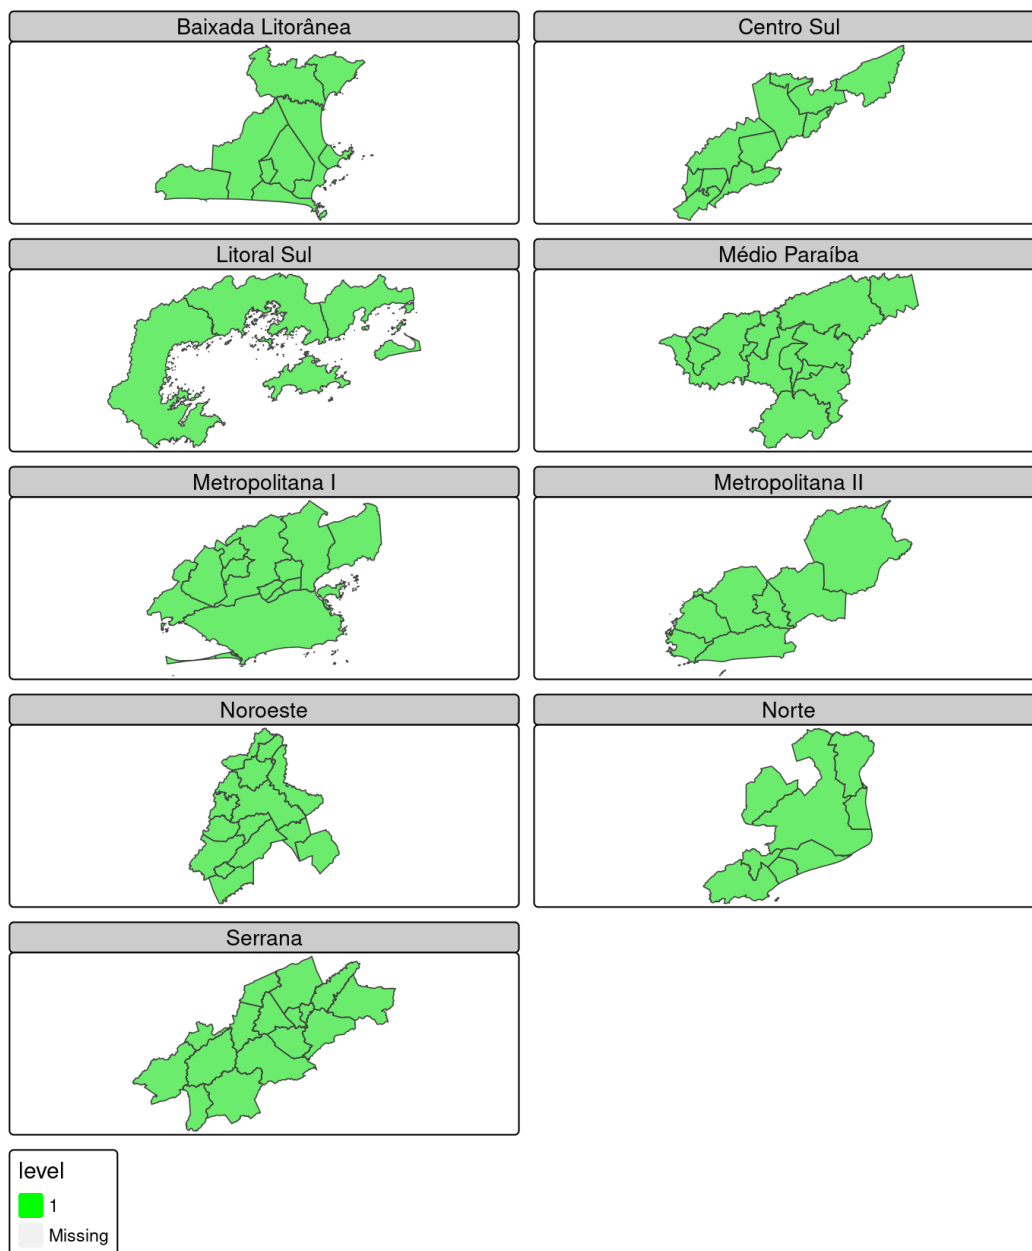 Baixada Litorânea
Centro Sul
Litoral Sul
Médio Paraíba
Metropolitana I
Metropolitana II
Noroeste
Norte
Serrana
level
1
Missing